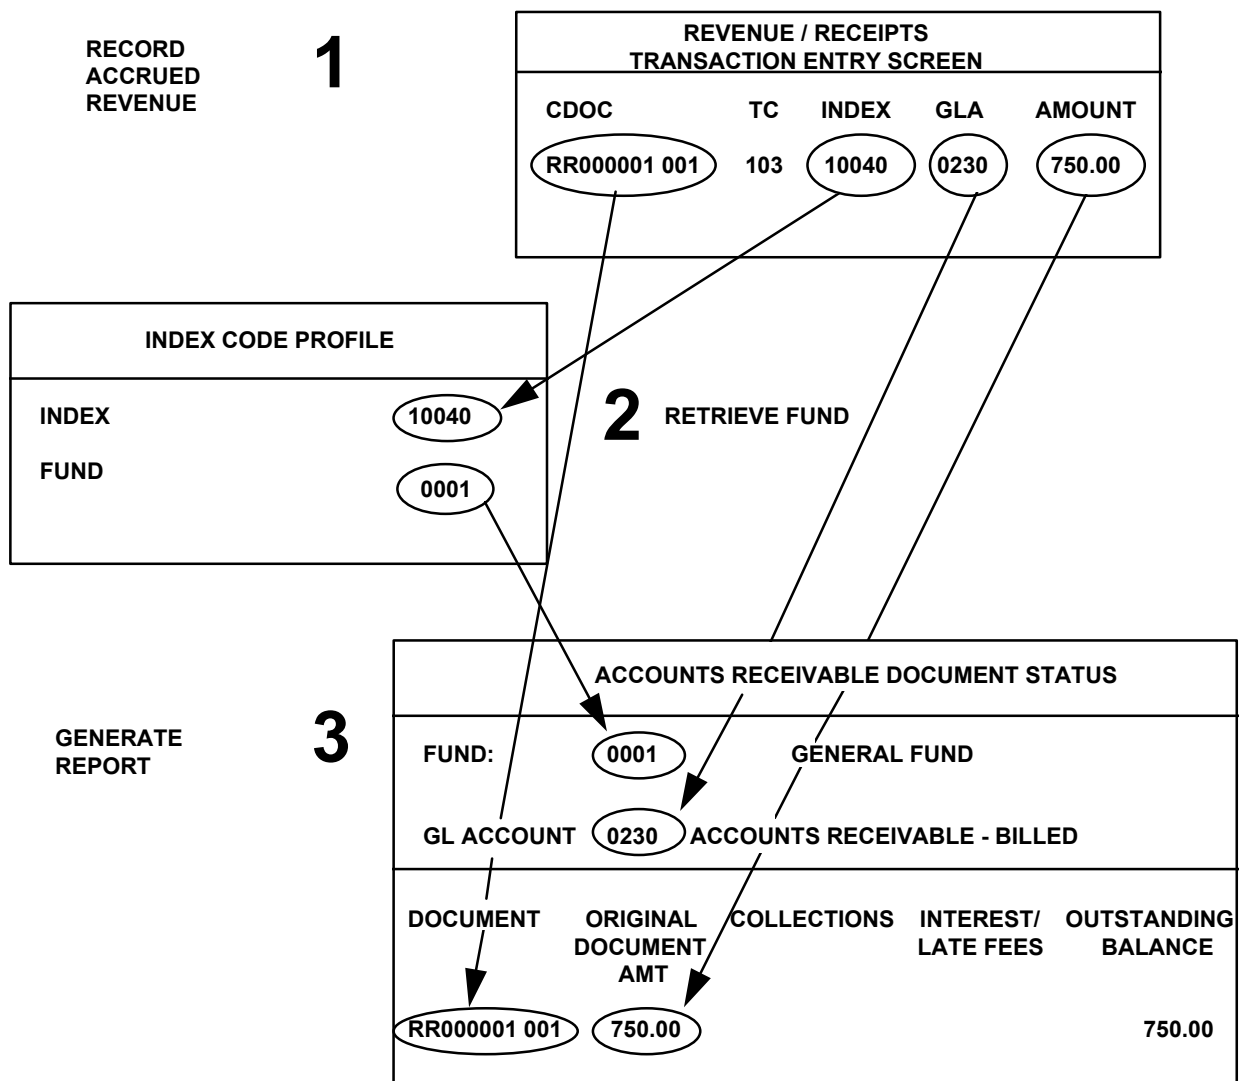 RECORD
ACCRUED
REVENUE
1
REVENUE / RECEIPTS
TRANSACTION ENTRY SCREEN
CDOC TC INDEX GLA AMOUNT
RR000001 001 103 10040 0230 750.00
INDEX CODE PROFILE
INDEX 10040
FUND 0001
2 RETRIEVE FUND
GENERATE
REPORT
3
ACCOUNTS RECEIVABLE DOCUMENT STATUS
FUND: 0001 GENERAL FUND
GL ACCOUNT 0230 ACCOUNTS RECEIVABLE - BILLED
DOCUMENT ORIGINAL COLLECTIONS INTEREST/ OUTSTANDING
DOCUMENT LATE FEES BALANCE
AMT
RR000001 001 750.00 750.00